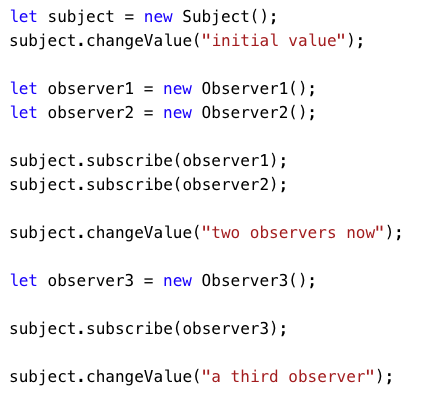 let subject = new Subject();
subject.changeValue("initial value");
let observer1 = new Observer1();
let observer2 = new Observer2();
subject.subscribe(observer1);
subject.subscribe(observer2);
subject.changeValue("two observers now");
let observer3 = new Observer3();
subject.subscribe(observer3);
subject.changeValue("a third observer");